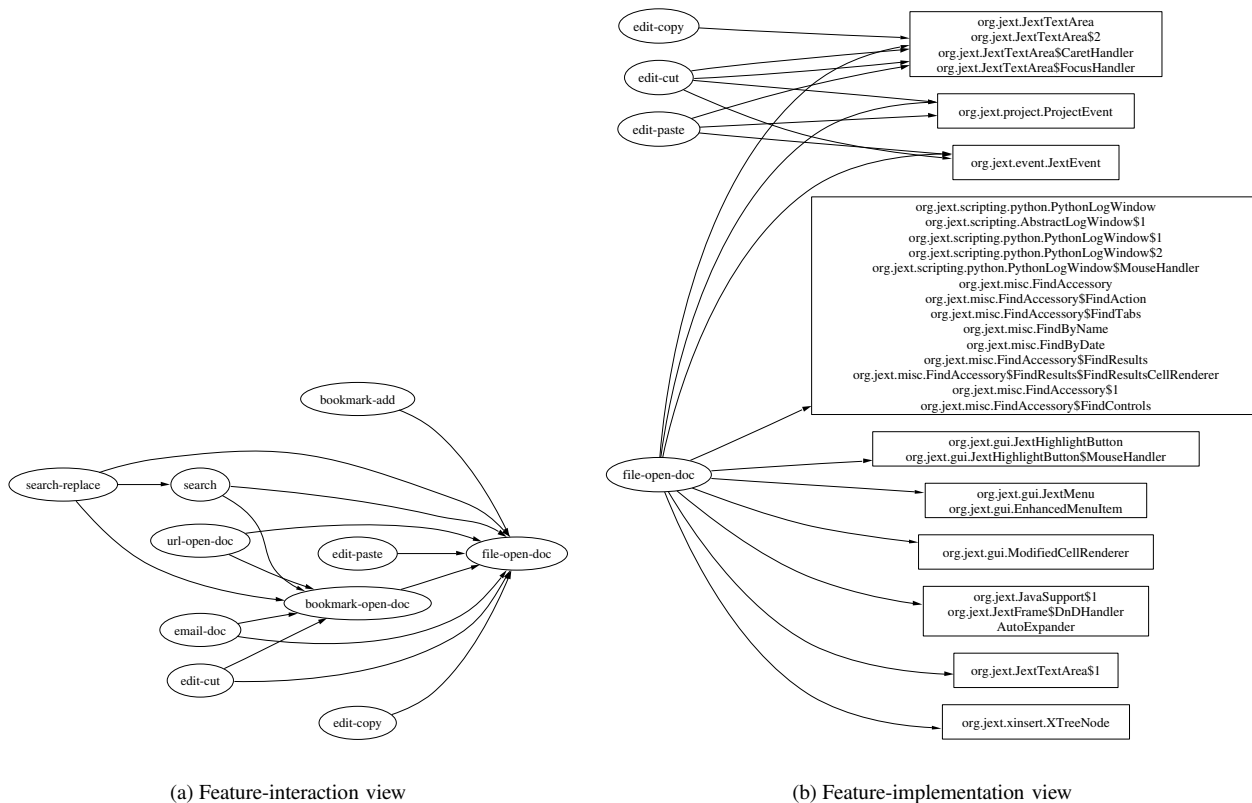 bookmark-add
search-replace
search
url-open-doc
edit-paste
file-open-doc
bookmark-open-doc
email-doc
edit-cut
edit-copy
(a) Feature-interaction view
edit-copy
edit-cut
edit-paste
file-open-doc
org.jext.JextTextArea
org.jext.JextTextArea$2
org.jext.JextTextArea$CaretHandler
org.jext.JextTextArea$FocusHandler
org.jext.project.ProjectEvent
org.jext.event.JextEvent
org.jext.scripting.python.PythonLogWindow
org.jext.scripting.AbstractLogWindow$1
org.jext.scripting.python.PythonLogWindow$1
org.jext.scripting.python.PythonLogWindow$2
org.jext.scripting.python.PythonLogWindow$MouseHandler
org.jext.misc.FindAccessory
org.jext.misc.FindAccessory$FindAction
org.jext.misc.FindAccessory$FindTabs
org.jext.misc.FindByName
org.jext.misc.FindByDate
org.jext.misc.FindAccessory$FindResults
org.jext.misc.FindAccessory$FindResults$FindResultsCellRenderer
org.jext.misc.FindAccessory$1
org.jext.misc.FindAccessory$FindControls
org.jext.gui.JextHighlightButton
org.jext.gui.JextHighlightButton$MouseHandler
org.jext.gui.JextMenu
org.jext.gui.EnhancedMenuItem
org.jext.gui.ModifiedCellRenderer
org.jext.JavaSupport$1
org.jext.JextFrame$DnDHandler
AutoExpander
org.jext.JextTextArea$1
org.jext.xinsert.XTreeNode
(b) Feature-implementation view